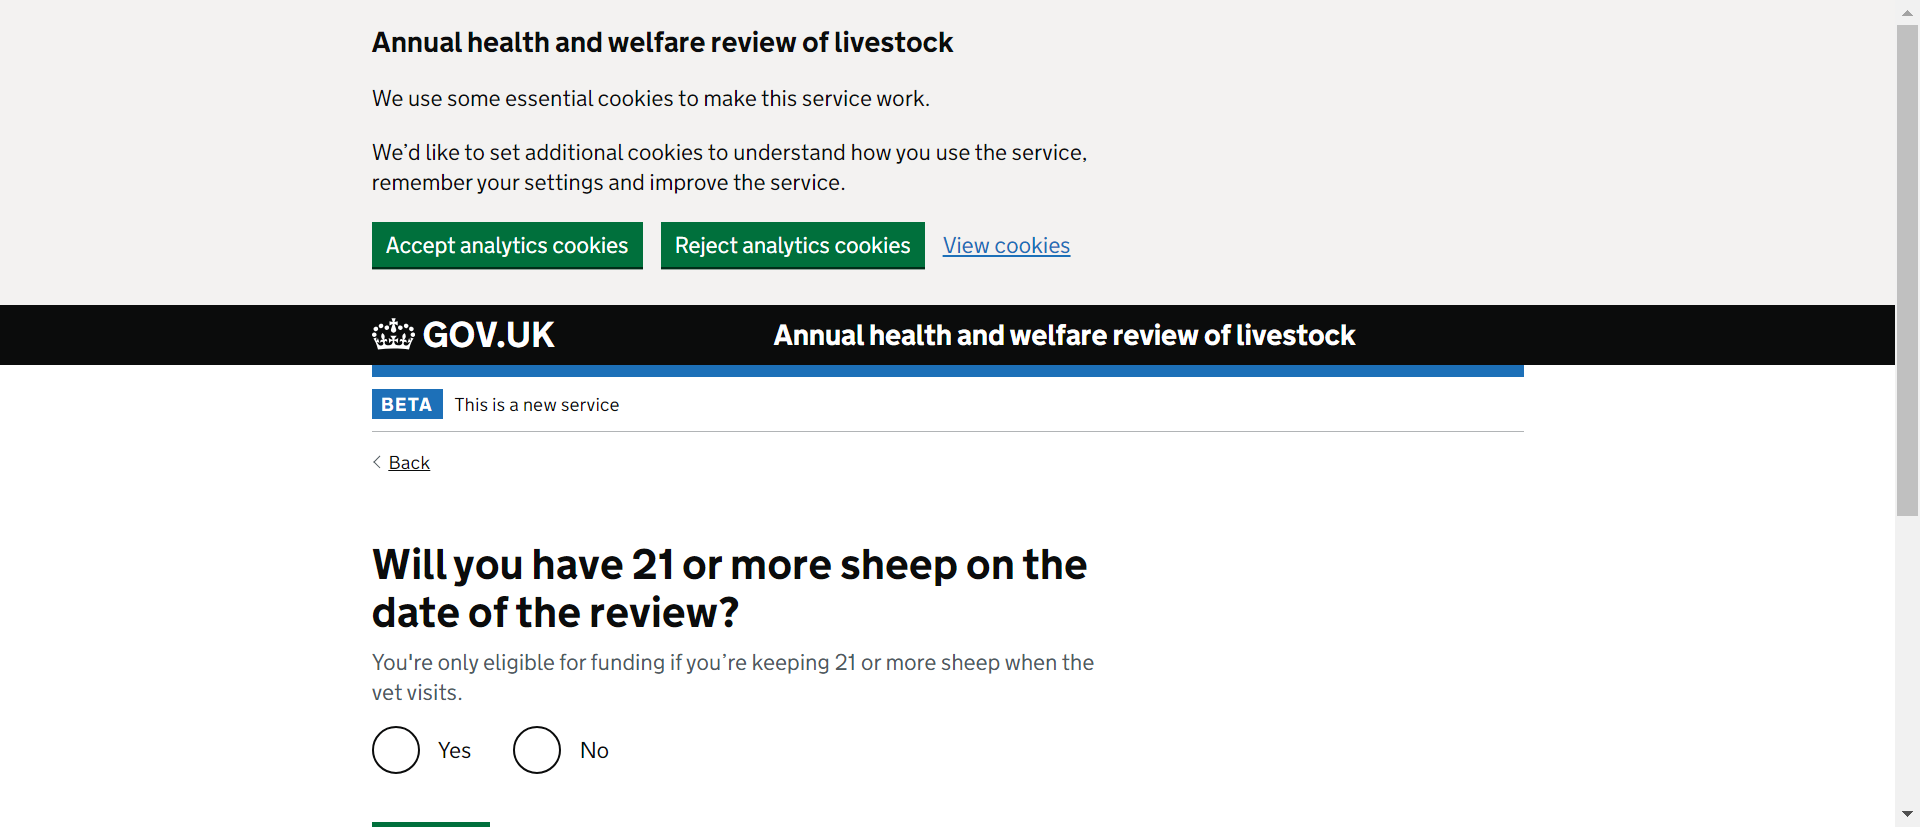 Annual health and welfare review of livestock
We use some essential cookies to make this service work.
We’d like to set additional cookies to understand how you use the service,
remember your settings and improve the service.
Accept analytics cookies Reject analytics cookies View cookies
GOV.UK Annual health and welfare review of livestock
BETA This is a new service
Back
Will you have 21 or more sheep on the
date of the review?
You're only eligible for funding if you’re keeping 21 or more sheep when the
vet visits.
Yes No